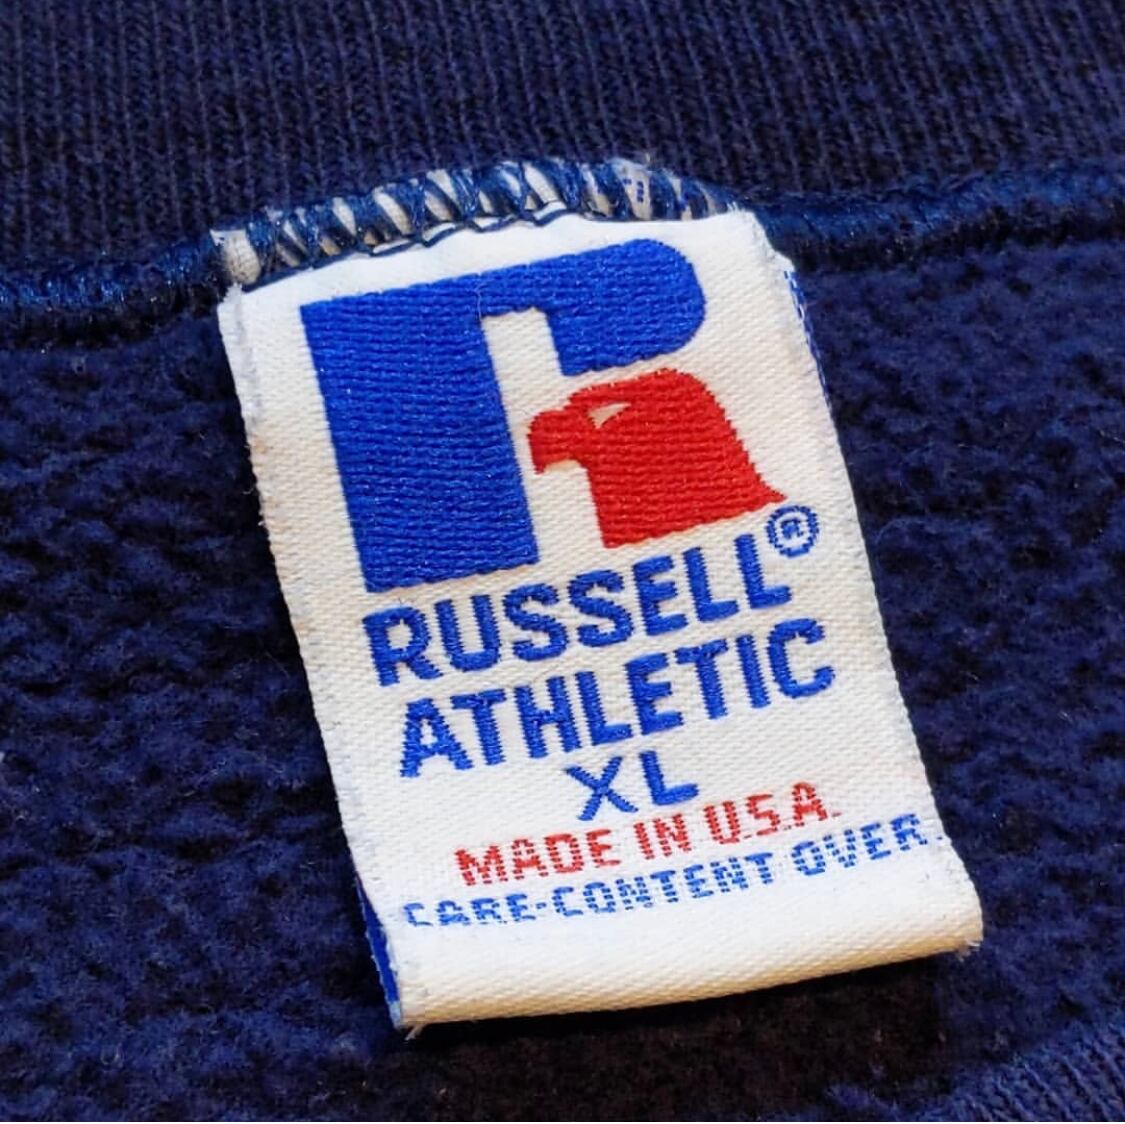 RUSSELL®
ATHLETIC
XL
MADE IN U.S.A.
CARE-CONTENT OVER.